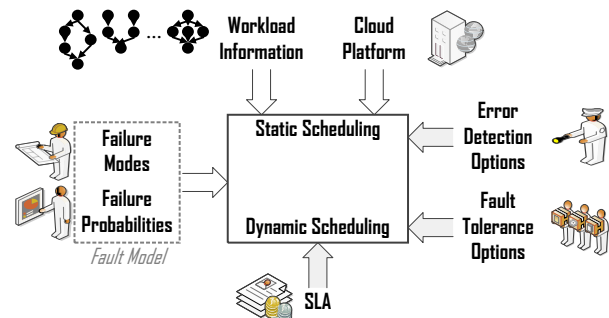 ...
Workload
Information
Cloud
Platform
Static Scheduling
Error
Detection
Options
Failure
Modes
Failure
Probabilities
Fault Model
Dynamic Scheduling
Fault
Tolerance
Options
SLA